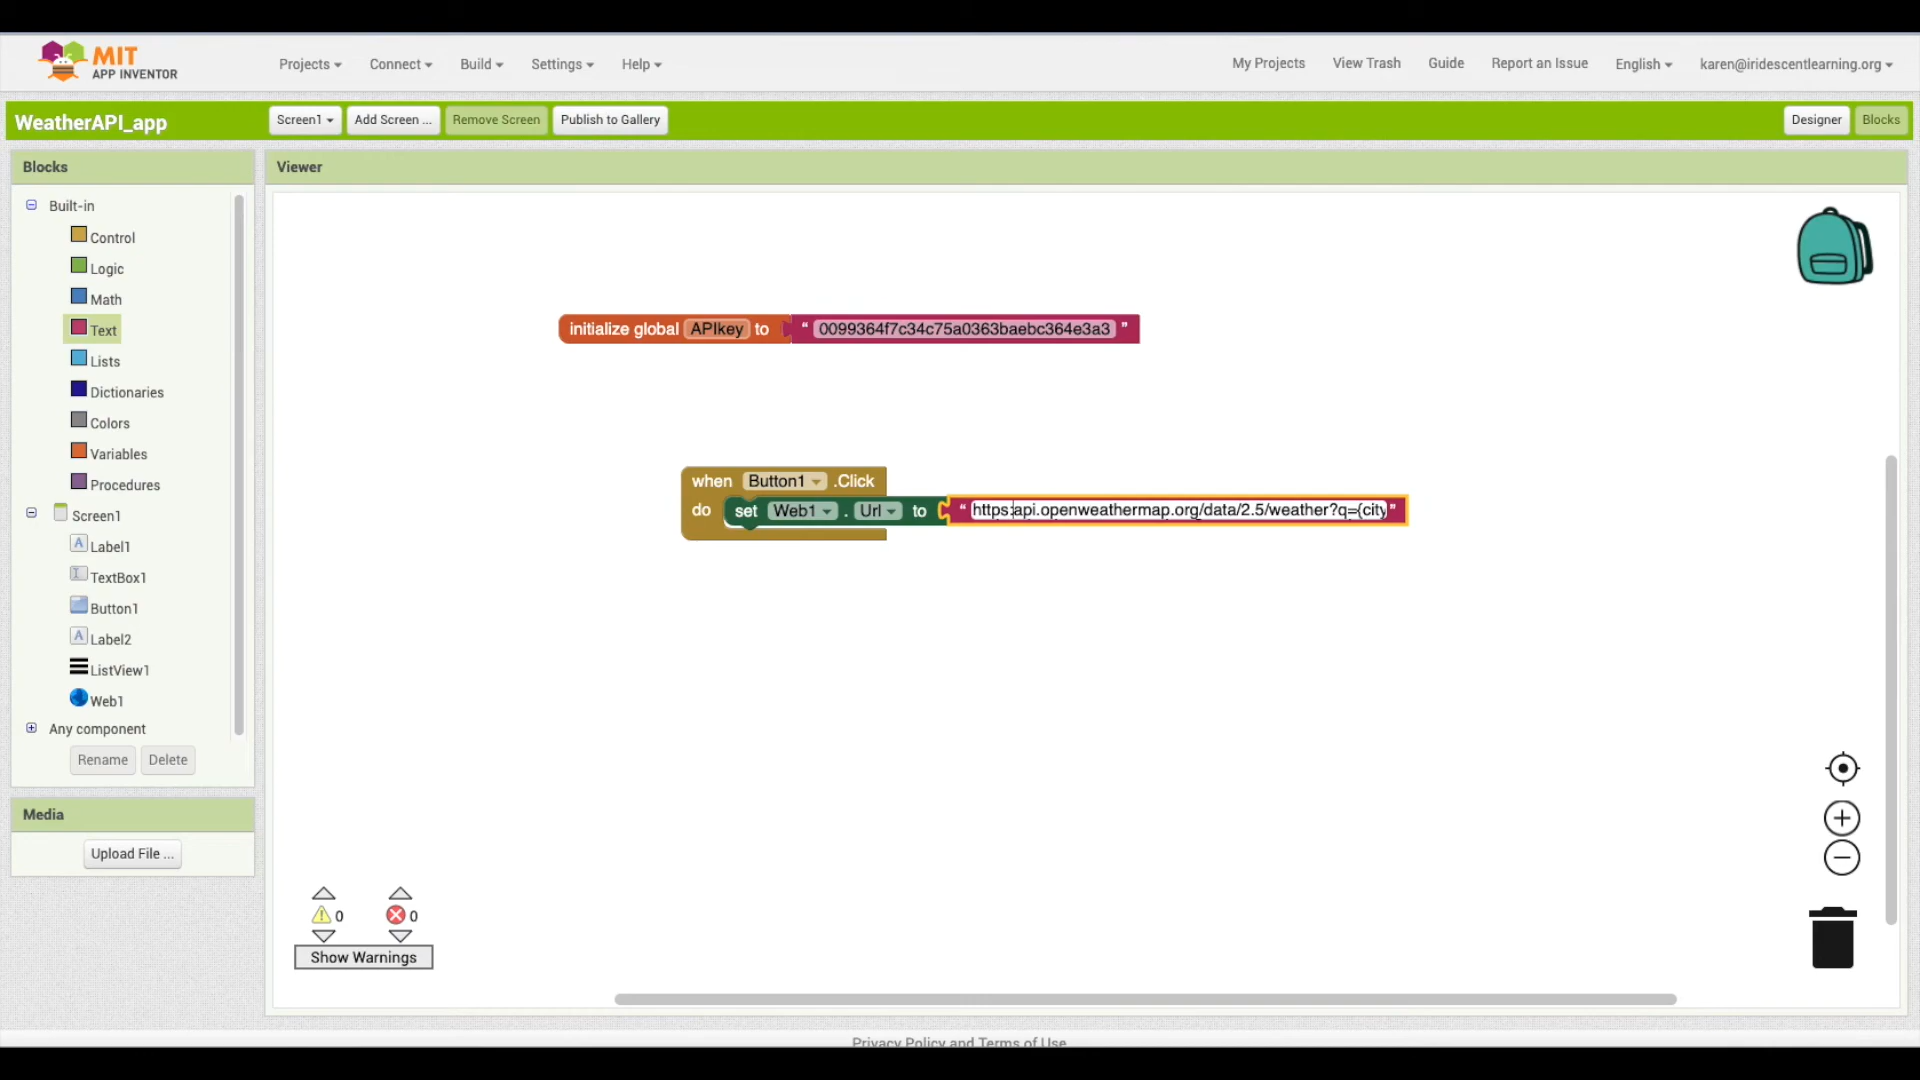 MIT
APP INVENTOR
Projects
Connect
Build
Settings
Help
My Projects
View Trash
Guide
Report an Issue
English
karen@iridescentlearning.org
WeatherAPI_app
Screen1
Add Screen ...
Remove Screen
Publish to Gallery
Designer
Blocks
Blocks
Viewer
Built-in
Control
Logic
Math
Text
Lists
Dictionaries
Colors
Variables
Procedures
Screen1
Label1
TextBox1
Button1
Label2
ListView1
Web1
Any component
Rename
Delete
Media
Upload File ...
initialize global APIkey to “ 0099364f7c34c75a0363baebc364e3a3 ”
when Button1 .Click
do set Web1 . Url to “ https:api.openweathermap.org/data/2.5/weather?q={city ”
0
0
Show Warnings
Privacy Policy and Terms of Use